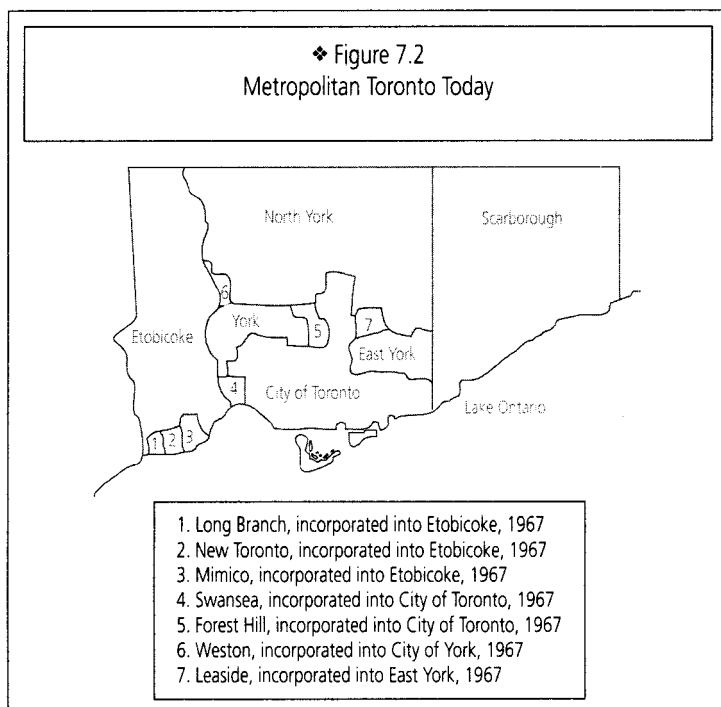 ❖ Figure 7.2
Metropolitan Toronto Today
North York
Scarborough
6
York
5
7
Etobicoke
East York
4
City of Toronto
Lake Ontario
1 2 3
1. Long Branch, incorporated into Etobicoke, 1967
2. New Toronto, incorporated into Etobicoke, 1967
3. Mimico, incorporated into Etobicoke, 1967
4. Swansea, incorporated into City of Toronto, 1967
5. Forest Hill, incorporated into City of Toronto, 1967
6. Weston, incorporated into City of York, 1967
7. Leaside, incorporated into East York, 1967